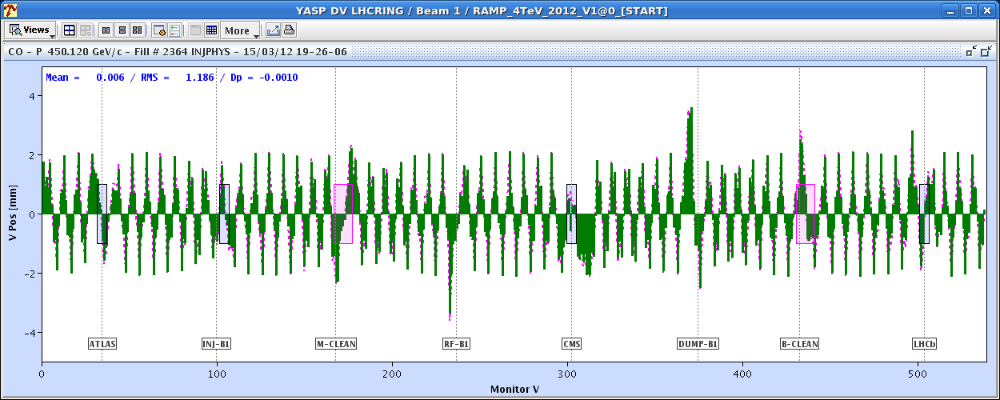 YASP DV LHCRING / Beam 1 / RAMP_4TeV_2012_V1@0_[START]
Views More
CO - P 450.120 GeV/c - Fill # 2364 INJPHYS - 15/03/12 19-26-06
Mean = 0.006 / RMS = 1.186 / Dp = -0.0010
V Pos [mm]
4
2
0
-2
-4
ATLAS INJ-B1 M-CLEAN RF-B1 CMS DUMP-B1 B-CLEAN LHCb
0 100 200 300 400 500
Monitor V